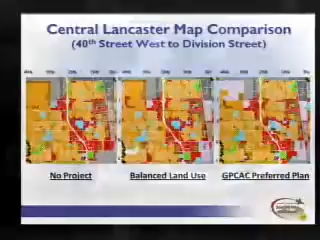 Central Lancaster Map Comparison
(40th Street West to Division Street)
No Project
Balanced Land Use
GPCAC Preferred Plan